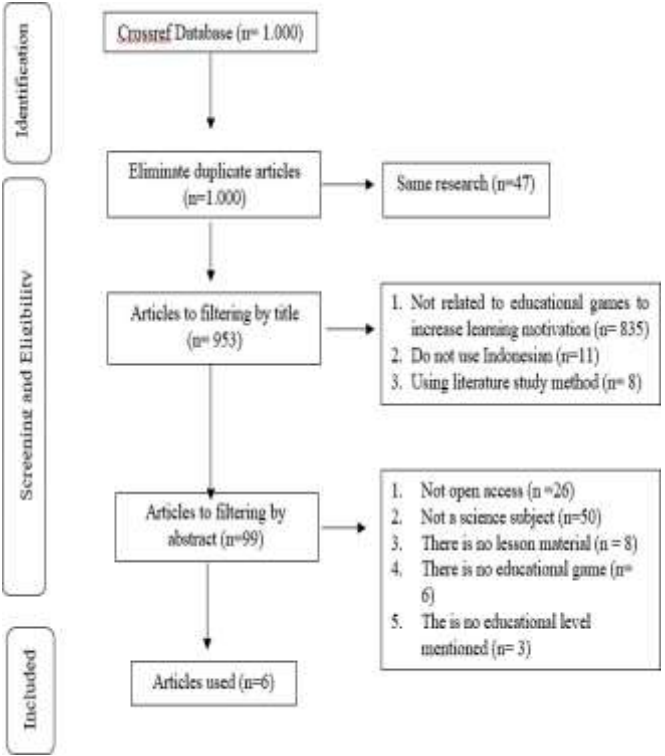 Identification
Crossref Database (n= 1.000)
Eliminate duplicate articles
(n=1.000)
Same research (n=47)
Screening and Eligibility
Articles to filtering by title
(n= 953)
1. Not related to educational games to
increase learning motivation (n= 835)
2. Do not use Indonesian (n=11)
3. Using literature study method (n= 8)
Articles to filtering by
abstract (n=99)
1. Not open access (n =26)
2. Not a science subject (n=50)
3. There is no lesson material (n = 8)
4. There is no educational game (n=
6)
5. The is no educational level
mentioned (n= 3)
Included
Articles used (n=6)